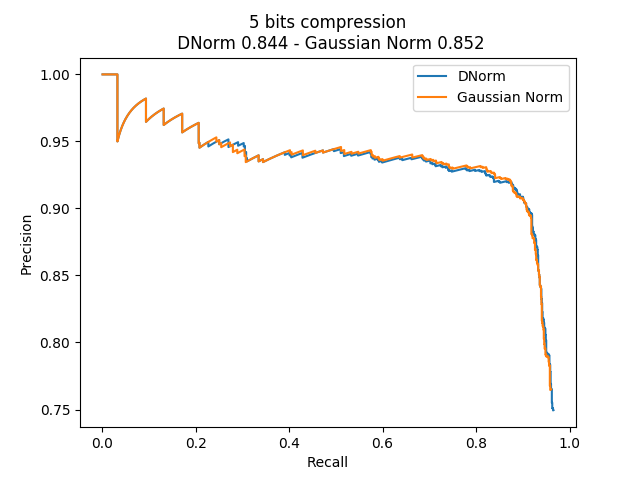 5 bits compression
DNorm 0.844 - Gaussian Norm 0.852
DNorm
Gaussian Norm
1.00
0.95
0.90
0.85
0.80
0.75
Precision
0.0 0.2 0.4 0.6 0.8 1.0
Recall